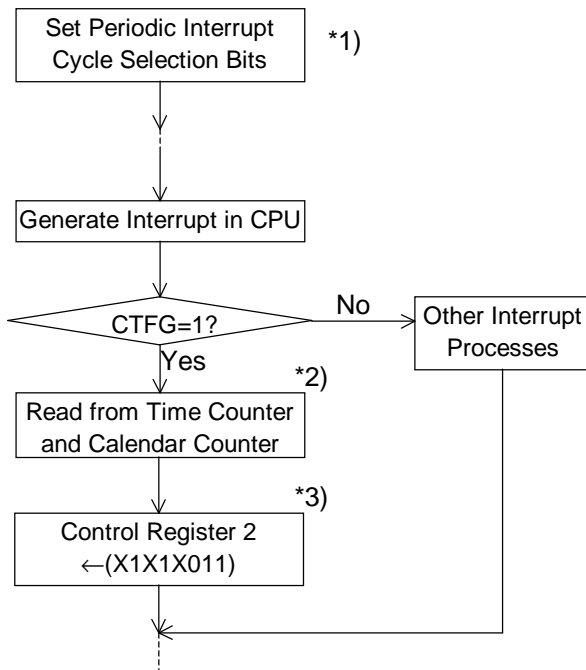 Set Periodic Interrupt
Cycle Selection Bits
*1)
Generate Interrupt in CPU
CTFG=1?
No
Other Interrupt
Processes
Yes
*2)
Read from Time Counter
and Calendar Counter
*3)
Control Register 2
←(X1X1X011)